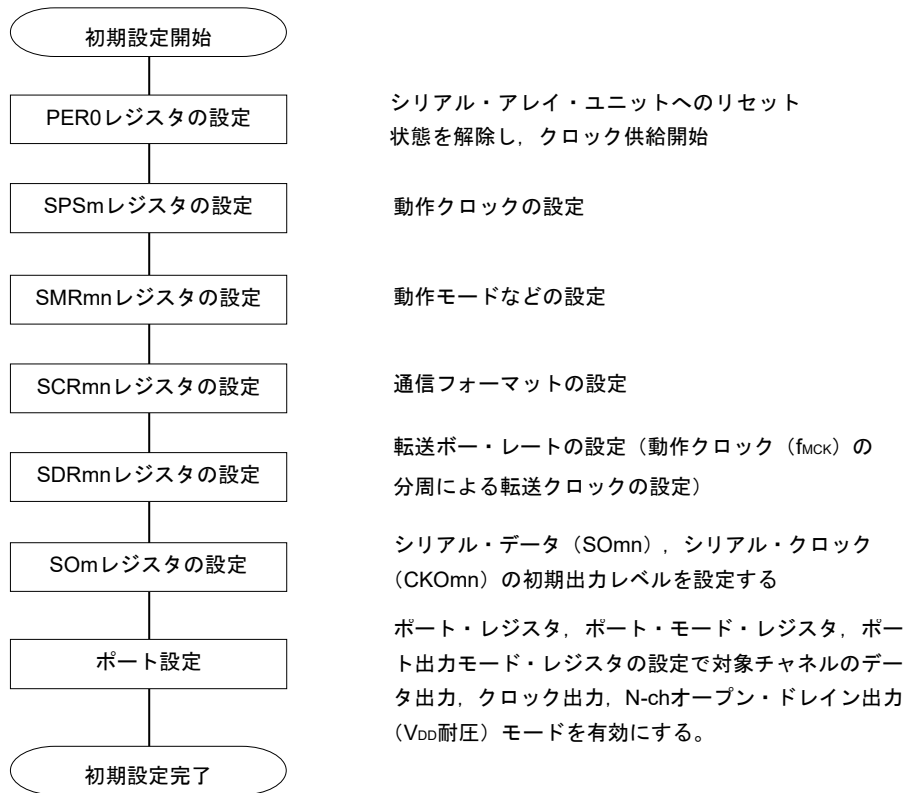 初期設定開始
PER0レジスタの設定
シリアル・アレイ・ユニットへのリセット
状態を解除し，クロック供給開始
SPSmレジスタの設定
動作クロックの設定
SMRmnレジスタの設定
動作モードなどの設定
SCRmnレジスタの設定
通信フォーマットの設定
SDRmnレジスタの設定
転送ボー・レートの設定（動作クロック（fMCK）の
分周による転送クロックの設定）
SOmレジスタの設定
シリアル・データ（SOmn），シリアル・クロック
（CKOmn）の初期出力レベルを設定する
ポート設定
ポート・レジスタ，ポート・モード・レジスタ，ポー
ト出力モード・レジスタの設定で対象チャネルのデー
タ出力，クロック出力，N-chオープン・ドレイン出力
（VDD耐圧）モードを有効にする。
初期設定完了